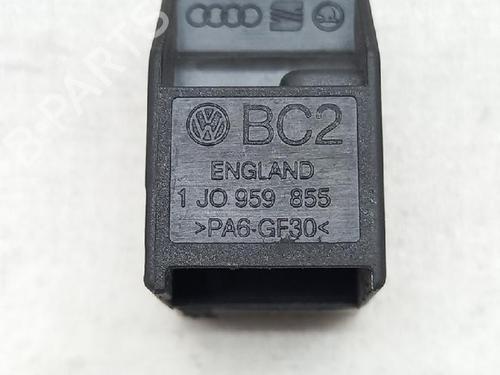 BC2
ENGLAND
1 J0 959 855
>PA6-GF30<